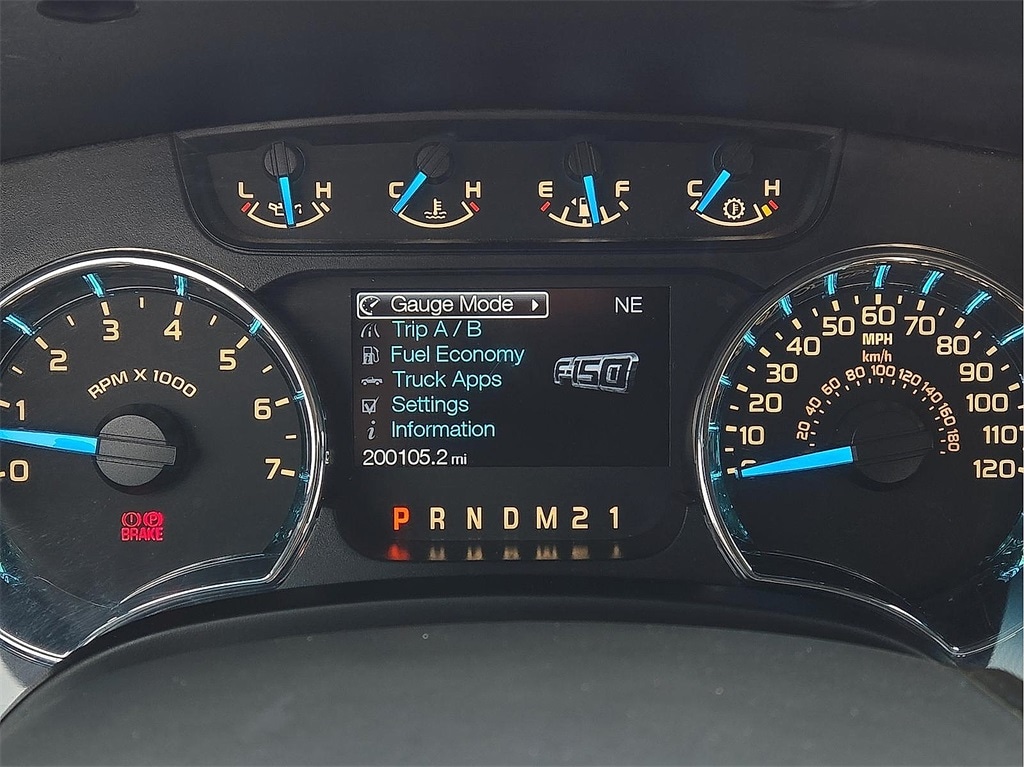 L H
C H
E F
C H
0 1 2 3 4 5 6 7
RPM X 1000
BRAKE
P
Gauge Mode
NE
Trip A / B
Fuel Economy
F-150
Truck Apps
Settings
i Information
200105.2 mi
P R N D M 2 1
10 20 30 40 50 60 70 80 90 100 110 120
MPH
km/h
20 40 60 80 100 120 140 160 180